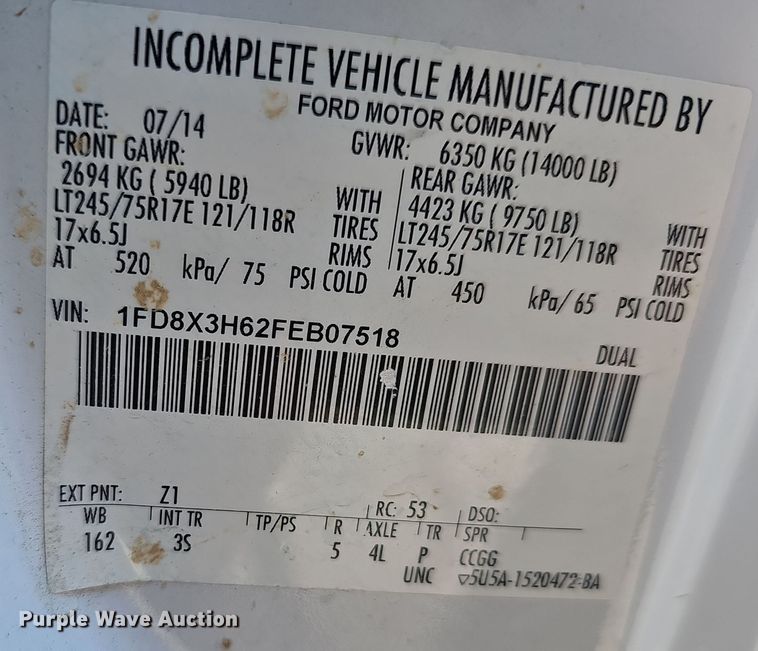 INCOMPLETE VEHICLE MANUFACTURED BY
FORD MOTOR COMPANY
DATE: 07/14 GVWR: 6350 KG (14000 LB)
FRONT GAWR: REAR GAWR:
2694 KG ( 5940 LB) WITH 4423 KG ( 9750 LB) WITH
LT245/75R17E 121/118R TIRES LT245/75R17E 121/118R TIRES
17x6.5J RIMS 17x6.5J RIMS
AT 520 kPa/ 75 PSI COLD AT 450 kPa/ 65 PSI COLD
VIN: 1FD8X3H62FEB07518
DUAL
EXT PNT: Z1 RC: 53 DSO:
WB INT TR TP/PS R AXLE TR SPR
162 3S 5 4L P CCGG
UNC ▽5U5A-1520472-BA
Purple Wave Auction